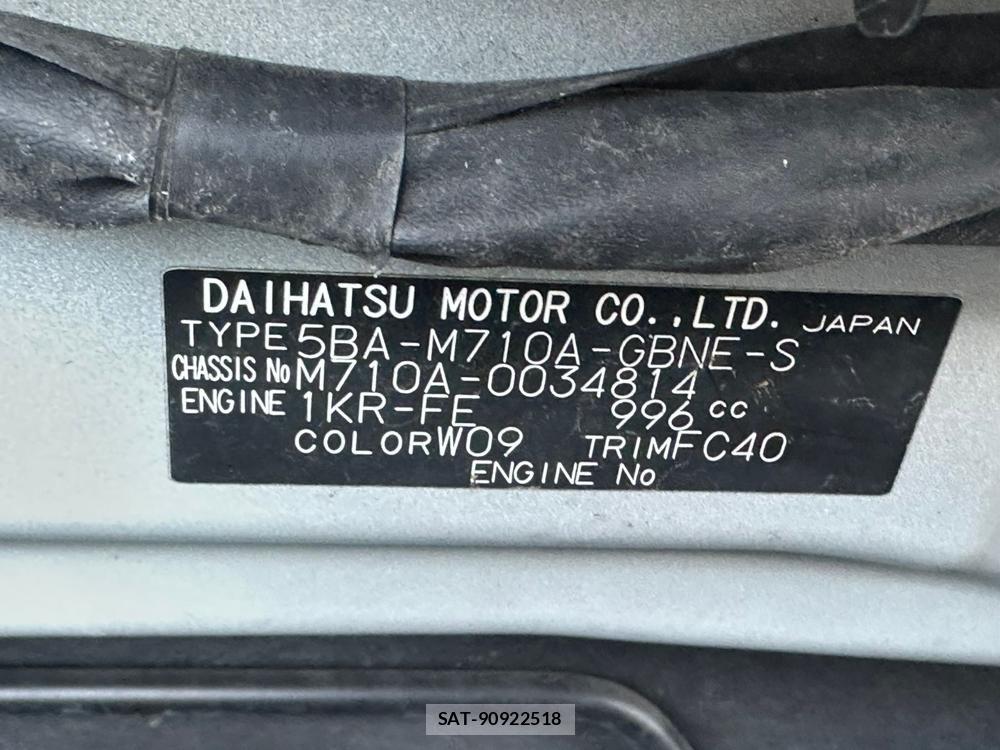 DAIHATSU MOTOR CO.,LTD. JAPAN
TYPE 5BA-M710A-GBNE-S
CHASSIS No M710A-0034814
ENGINE 1KR-FE 996 cc
COLOR W09 TRIM FC40
ENGINE No
SAT-90922518